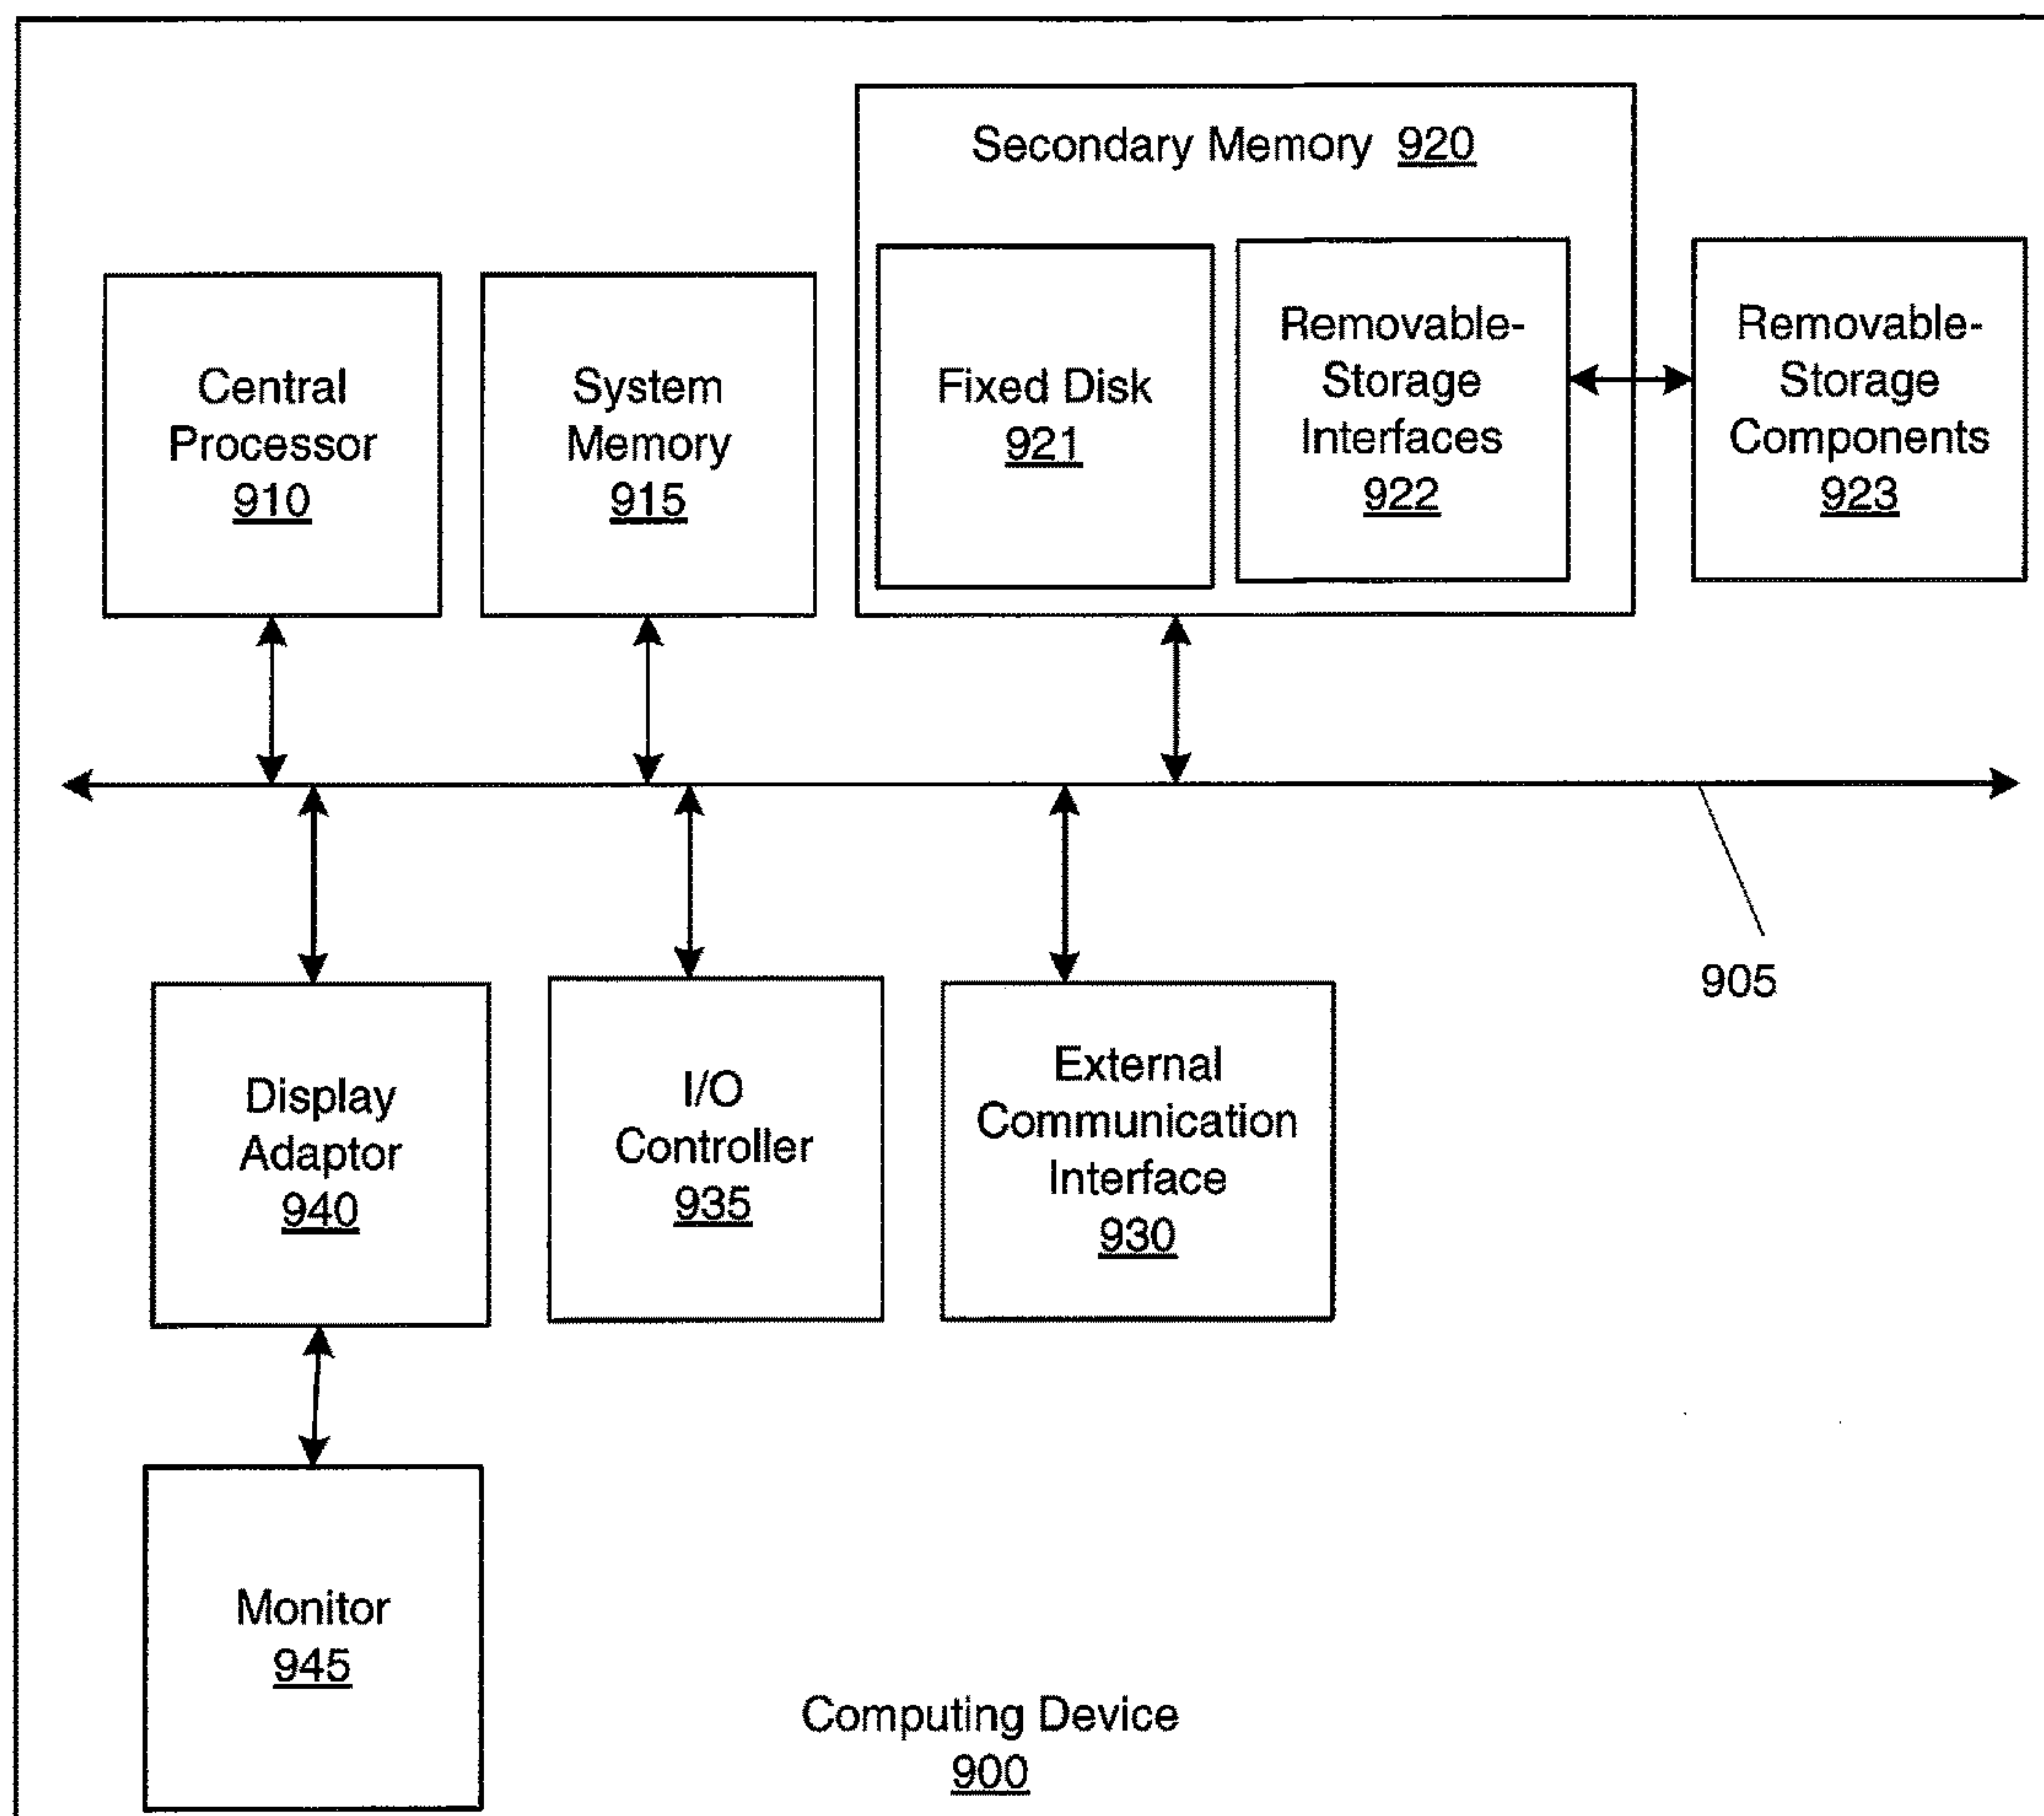 Secondary Memory 920
Central
Processor
910
System
Memory
915
Fixed Disk
921
Removable-
Storage
Interfaces
922
Removable-
Storage
Components
923
905
Display
Adaptor
940
I/O
Controller
935
External
Communication
Interface
930
Monitor
945
Computing Device
900